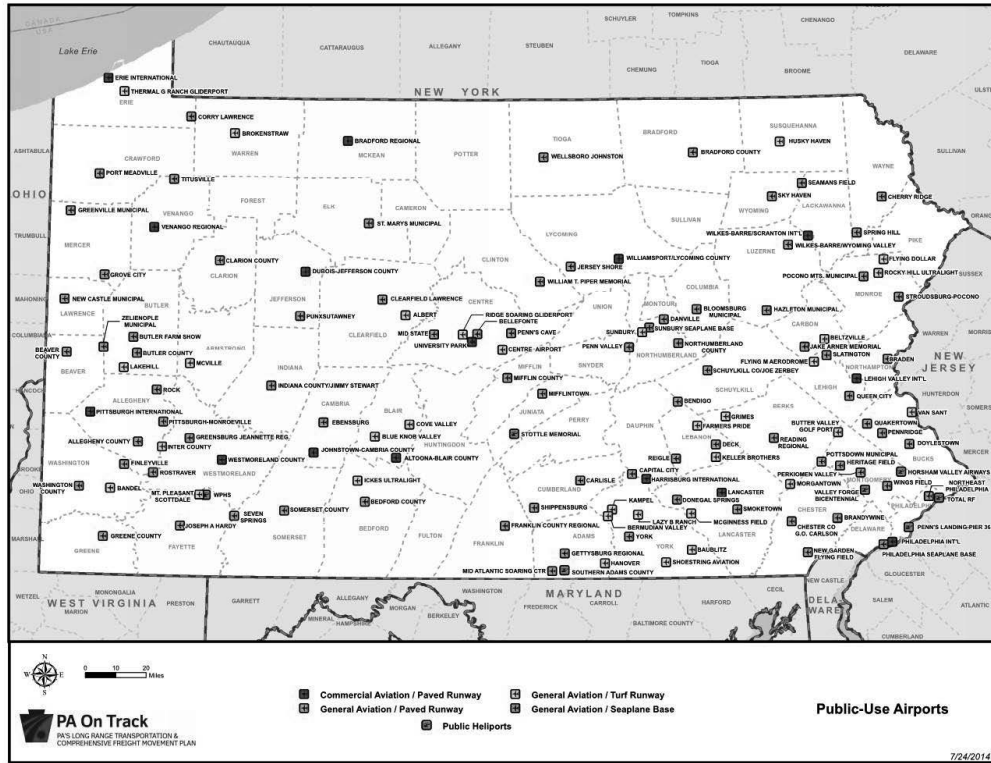 CANADA
USA
Lake Erie
CHAUTAUQUA
CATTARAUGUS
ALLEGANY
STEUBEN
SCHUYLER
TOMPKINS
CHEMUNG
TIOGA
BROOME
CHENANGO
DELAWARE
ULSTER
NEW YORK
ERIE INTERNATIONAL
THERMAL G RANCH GLIDERPORT
ERIE
CORRY LAWRENCE
BROKENSTRAW
WARREN
BRADFORD REGIONAL
MCKEAN
POTTER
TIOGA
WELLSBORO JOHNSTON
BRADFORD
BRADFORD COUNTY
SUSQUEHANNA
HUSKY HAVEN
WAYNE
SULLIVAN
ASHTABULA
CRAWFORD
PORT MEADVILLE
TITUSVILLE
SEAMANS FIELD
SKY HAVEN
CHERRY RIDGE
OHIO
GREENVILLE MUNICIPAL
VENANGO
VENANGO REGIONAL
FOREST
ELK
CAMERON
ST. MARYS MUNICIPAL
SULLIVAN
WYOMING
LACKAWANNA
TRUMBULL
MERCER
LYCOMING
WILKES-BARRE/SCRANTON INT'L
SPRING HILL
PIKE
WILKES-BARRE/WYOMING VALLEY
LUZERNE
CLARION COUNTY
CLARION
DUBOIS-JEFFERSON COUNTY
CLINTON
JERSEY SHORE
WILLIAMSPORT/LYCOMING COUNTY
WILLIAM T. PIPER MEMORIAL
FLYING DOLLAR
ROCKY HILL ULTRALIGHT
SUSSEX
POCONO MTS. MUNICIPAL
GROVE CITY
MAHONING
NEW CASTLE MUNICIPAL
LAWRENCE
BUTLER
JEFFERSON
PUNXSUTAWNEY
CLEARFIELD LAWRENCE
CLEARFIELD
ALBERT
CENTRE
UNION
MONTOUR
COLUMBIA
BLOOMSBURG
MUNICIPAL
DANVILLE
HAZLETON MUNICIPAL
MONROE
STROUDSBURG-POCONO
CARBON
ZELIENOPLE
MUNICIPAL
BUTLER FARM SHOW
COLUMBIANA
BEAVER
COUNTY
BUTLER COUNTY
ARMSTRONG
MCVILLE
LAKEHILL
BEAVER
RIDGE SOARING GLIDERPORT
BELLEFONTE
MID STATE
UNIVERSITY PARK
PENN'S CAVE
CENTRE AIRPORT
MIFFLIN
SNYDER
SUNBURY
SUNBURY SEAPLANE BASE
PENN VALLEY
NORTHUMBERLAND
COUNTY
NORTHUMBERLAND
BELTZVILLE
JAKE ARNER MEMORIAL
SLATINGTON
FLYING M AERODROME
BRADEN
NORTHAMPTON
WARREN
NEW
JERSEY
INDIANA
ROCK
ALLEGHENY
INDIANA COUNTY/JIMMY STEWART
MIFFLIN COUNTY
MIFFLINTOWN
JUNIATA
SCHUYLKILL CO/JOE ZERBEY
SCHUYLKILL
LEHIGH
LEHIGH VALLEY INT'L
HUNTERDON
QUEEN CITY
PITTSBURGH INTERNATIONAL
PITTSBURGH-MONROEVILLE
CAMBRIA
EBENSBURG
BLAIR
COVE VALLEY
BLUE KNOB VALLEY
HUNTINGDON
PERRY
STOTTLE MEMORIAL
DAUPHIN
BENDIGO
GRIMES
FARMERS PRIDE
LEBANON
BERKS
READING
REGIONAL
BUTTER VALLEY
GOLF PORT
VAN SANT
QUAKERTOWN
PENNRIDGE
DOYLESTOWN
BUCKS
MERCER
ALLEGHENY COUNTY
GREENSBURG JEANNETTE REG.
INTER COUNTY
WESTMORELAND COUNTY
WESTMORELAND
JOHNSTOWN-CAMBRIA COUNTY
ALTOONA-BLAIR COUNTY
WASHINGTON
FINLEYVILLE
ROSTRAVER
REIGLE
DECK
KELLER BROTHERS
POTTSDOWN MUNICIPAL
HERITAGE FIELD
PERKIOMEN VALLEY
MONTGOMERY
HORSHAM VALLEY AIRWAYS
WINGS FIELD
NORTHEAST
PHILADELPHIA
PHILADELPHIA
TOTAL RF
WASHINGTON
COUNTY
BANDEL
MT. PLEASANT
SCOTTDALE
WPHS
ICKES ULTRALIGHT
BEDFORD COUNTY
BEDFORD
CUMBERLAND
CARLISLE
CAPITAL CITY
HARRISBURG INTERNATIONAL
LANCASTER
DONEGAL SPRINGS
SMOKETOWN
MORGANTOWN
VALLEY FORGE
BICENTENNIAL
OHIO
MARSHALL
GREENE COUNTY
GREENE
JOSEPH A HARDY
FAYETTE
SEVEN
SPRINGS
SOMERSET COUNTY
SOMERSET
FULTON
FRANKLIN
SHIPPENSBURG
FRANKLIN COUNTY REGIONAL
ADAMS
KAMPEL
BERMUDIAN VALLEY
LAZY B RANCH
MCGINNESS FIELD
YORK
YORK
BAUBLITZ
LANCASTER
CHESTER
CHESTER CO
G.O. CARLSON
BRANDYWINE
DELAWARE
PENN'S LANDING-PIER 36
PHILADELPHIA INT'L
PHILADELPHIA SEAPLANE BASE
GETTYSBURG REGIONAL
HANOVER
SHOESTRING AVIATION
MID ATLANTIC SOARING CTR
SOUTHERN ADAMS COUNTY
NEW GARDEN
FLYING FIELD
NEW CASTLE
GLOUCESTER
WETZEL
MONONGALIA
WEST VIRGINIA
MARION
PRESTON
GARRETT
ALLEGANY
MINERAL
HAMPSHIRE
MORGAN
BERKELEY
WASHINGTON
FREDERICK
MARYLAND
CARROLL
BALTIMORE COUNTY
HARFORD
CECIL
DELA-
WARE
SALEM
ATLANTIC
CUMBERLAND
N
W
E
S
0 10 20
Miles
Commercial Aviation / Paved Runway
General Aviation / Turf Runway
General Aviation / Paved Runway
General Aviation / Seaplane Base
Public Heliports
Public-Use Airports
PA On Track
PA'S LONG RANGE TRANSPORTATION &
COMPREHENSIVE FREIGHT MOVEMENT PLAN
7/24/2014